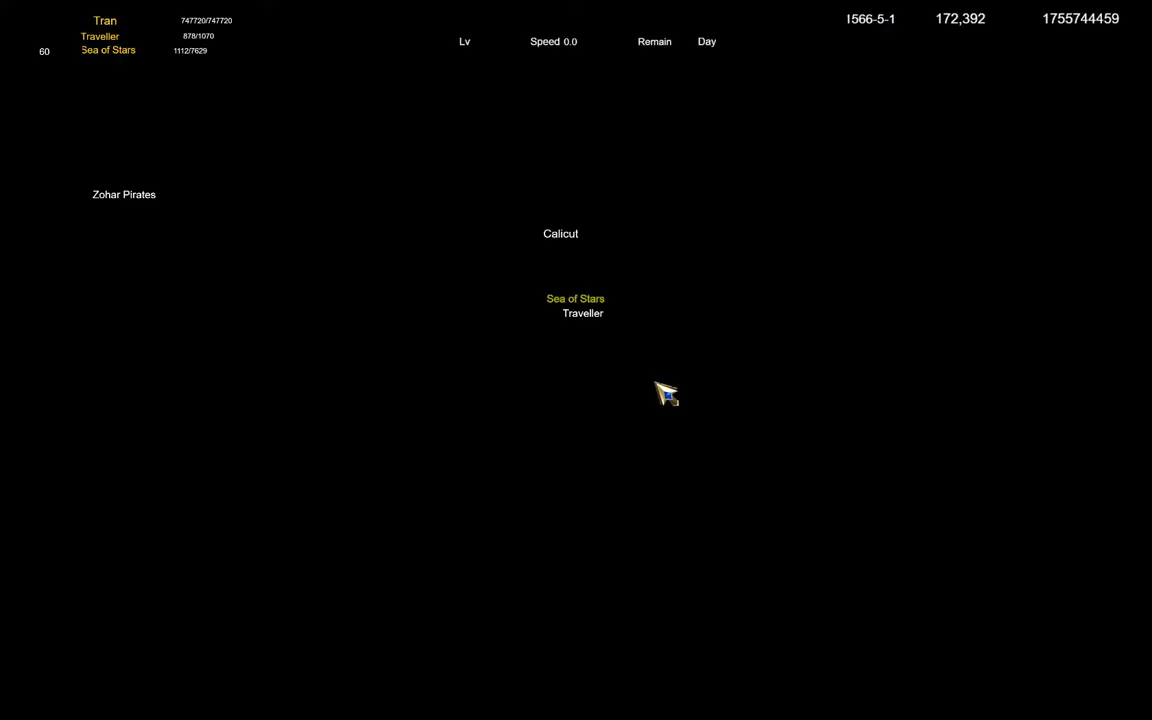 Tran 747720/747720
Traveller 878/1070
60 Sea of Stars 1112/7629
Lv Speed 0.0 Remain Day
1566-5-1 172,392 1755744459
Zohar Pirates
Calicut
Sea of Stars
Traveller